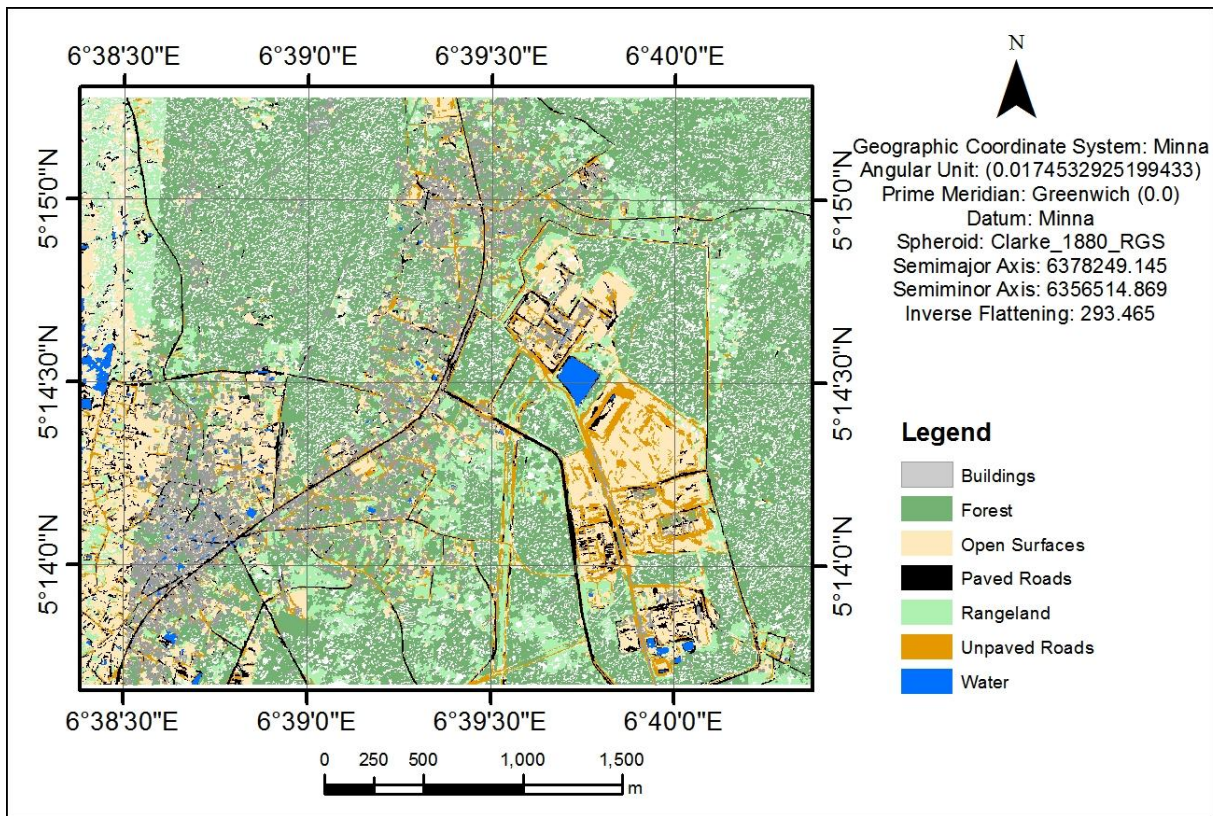 6°38'30"E 6°39'0"E 6°39'30"E 6°40'0"E
N
Geographic Coordinate System: Minna
Angular Unit: (0.0174532925199433)
Prime Meridian: Greenwich (0.0)
Datum: Minna
Spheroid: Clarke_1880_RGS
Semimajor Axis: 6378249.145
Semiminor Axis: 6356514.869
Inverse Flattening: 293.465
5°15'0"N
5°14'30"N
5°14'0"N
5°15'0"N
5°14'30"N
5°14'0"N
Legend
Buildings
Forest
Open Surfaces
Paved Roads
Rangeland
Unpaved Roads
Water
6°38'30"E 6°39'0"E 6°39'30"E 6°40'0"E
0 250 500 1,000 1,500
m